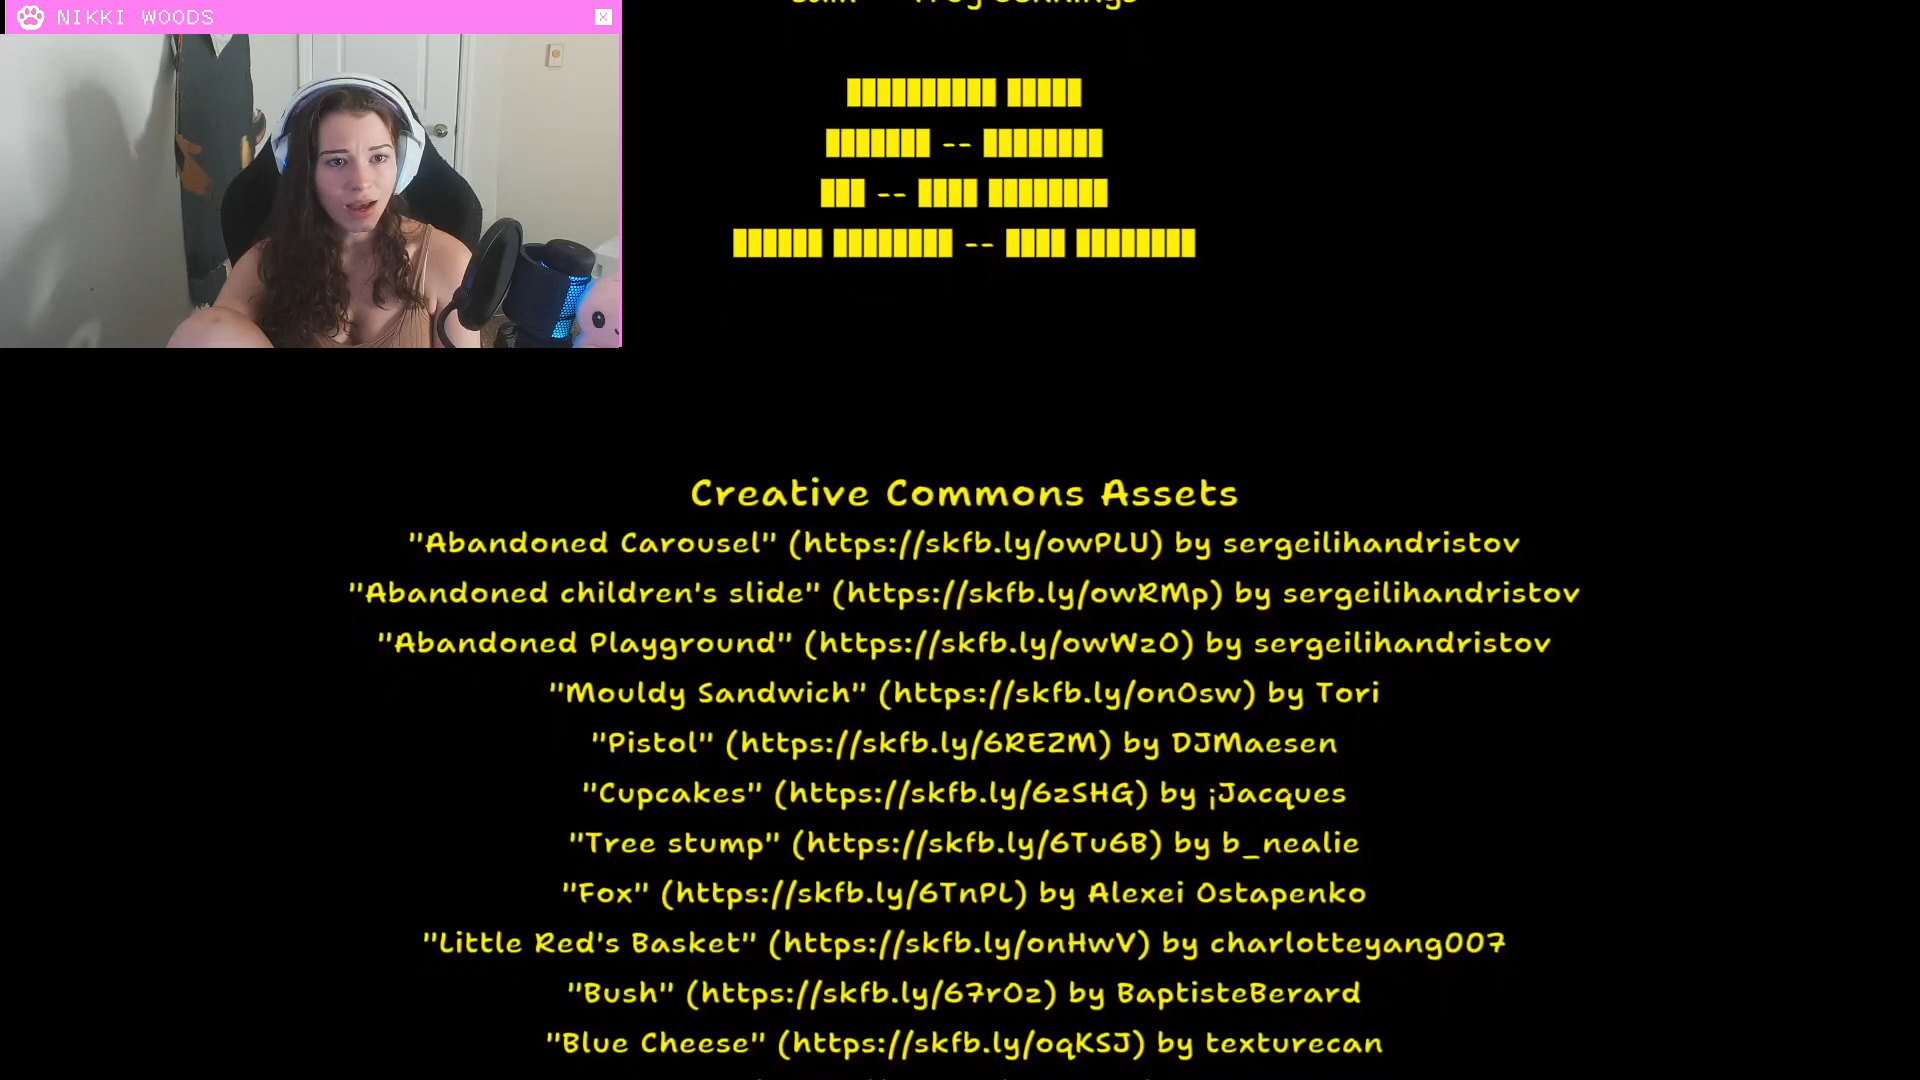 NIKKI WOODS
Creative Commons Assets
"Abandoned Carousel" (https://skfb.ly/owPLU) by sergeilihandristov
"Abandoned children's slide" (https://skfb.ly/owRMp) by sergeilihandristov
"Abandoned Playground" (https://skfb.ly/owWzO) by sergeilihandristov
"Mouldy Sandwich" (https://skfb.ly/onOsw) by Tori
"Pistol" (https://skfb.ly/6REZM) by DJMaesen
"Cupcakes" (https://skfb.ly/6zSHG) by ¡Jacques
"Tree stump" (https://skfb.ly/6Tu6B) by b_nealie
"Fox" (https://skfb.ly/6TnPL) by Alexei Ostapenko
"Little Red's Basket" (https://skfb.ly/onHwV) by charlotteyang007
"Bush" (https://skfb.ly/67rOz) by BaptisteBerard
"Blue Cheese" (https://skfb.ly/oqKSJ) by texturecan